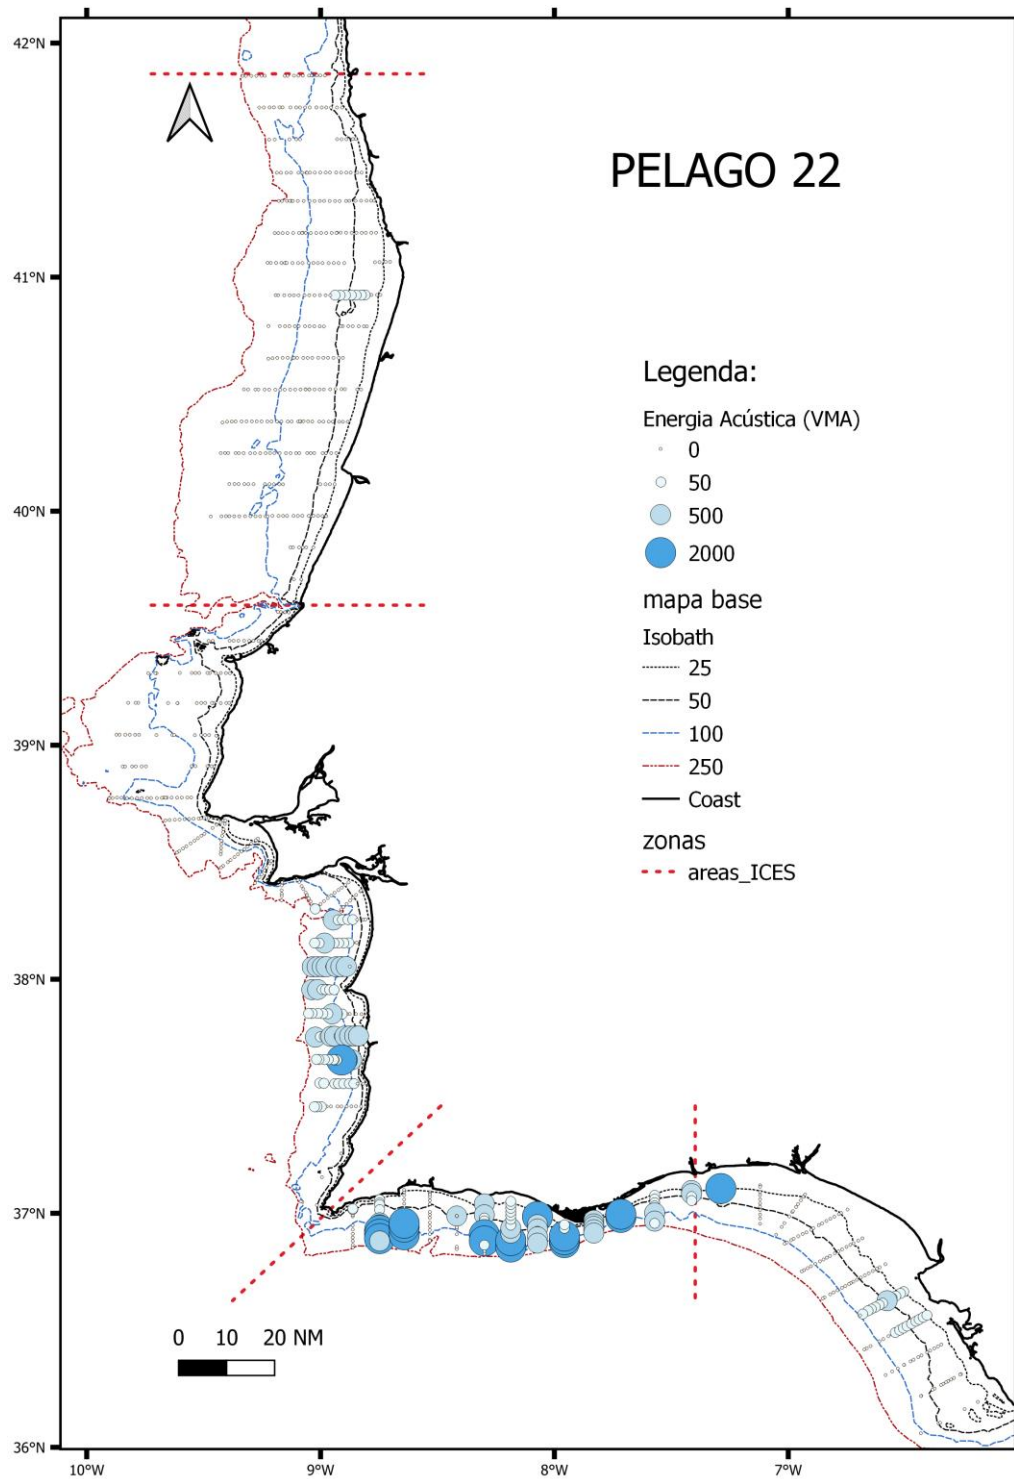 PELAGO 22
Legenda:
Energia Acústica (VMA)
0
50
500
2000
mapa base
Isobath
25
50
100
250
Coast
zonas
areas_ICES
42°N
41°N
40°N
39°N
38°N
37°N
36°N
0 10 20 NM
10°W 9°W 8°W 7°W